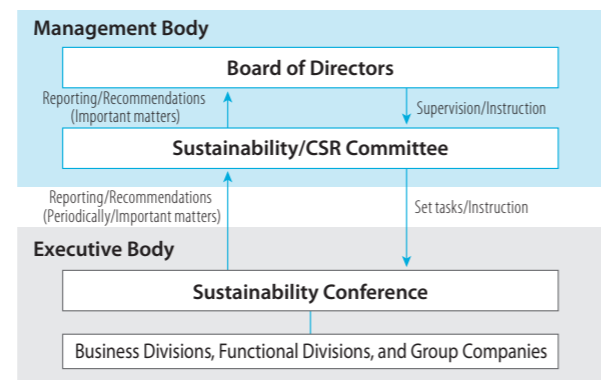 Management Body
Board of Directors
Reporting/Recommendations
(Important matters)
Supervision/Instruction
Sustainability/CSR Committee
Reporting/Recommendations
(Periodically/Important matters)
Set tasks/Instruction
Executive Body
Sustainability Conference
Business Divisions, Functional Divisions, and Group Companies